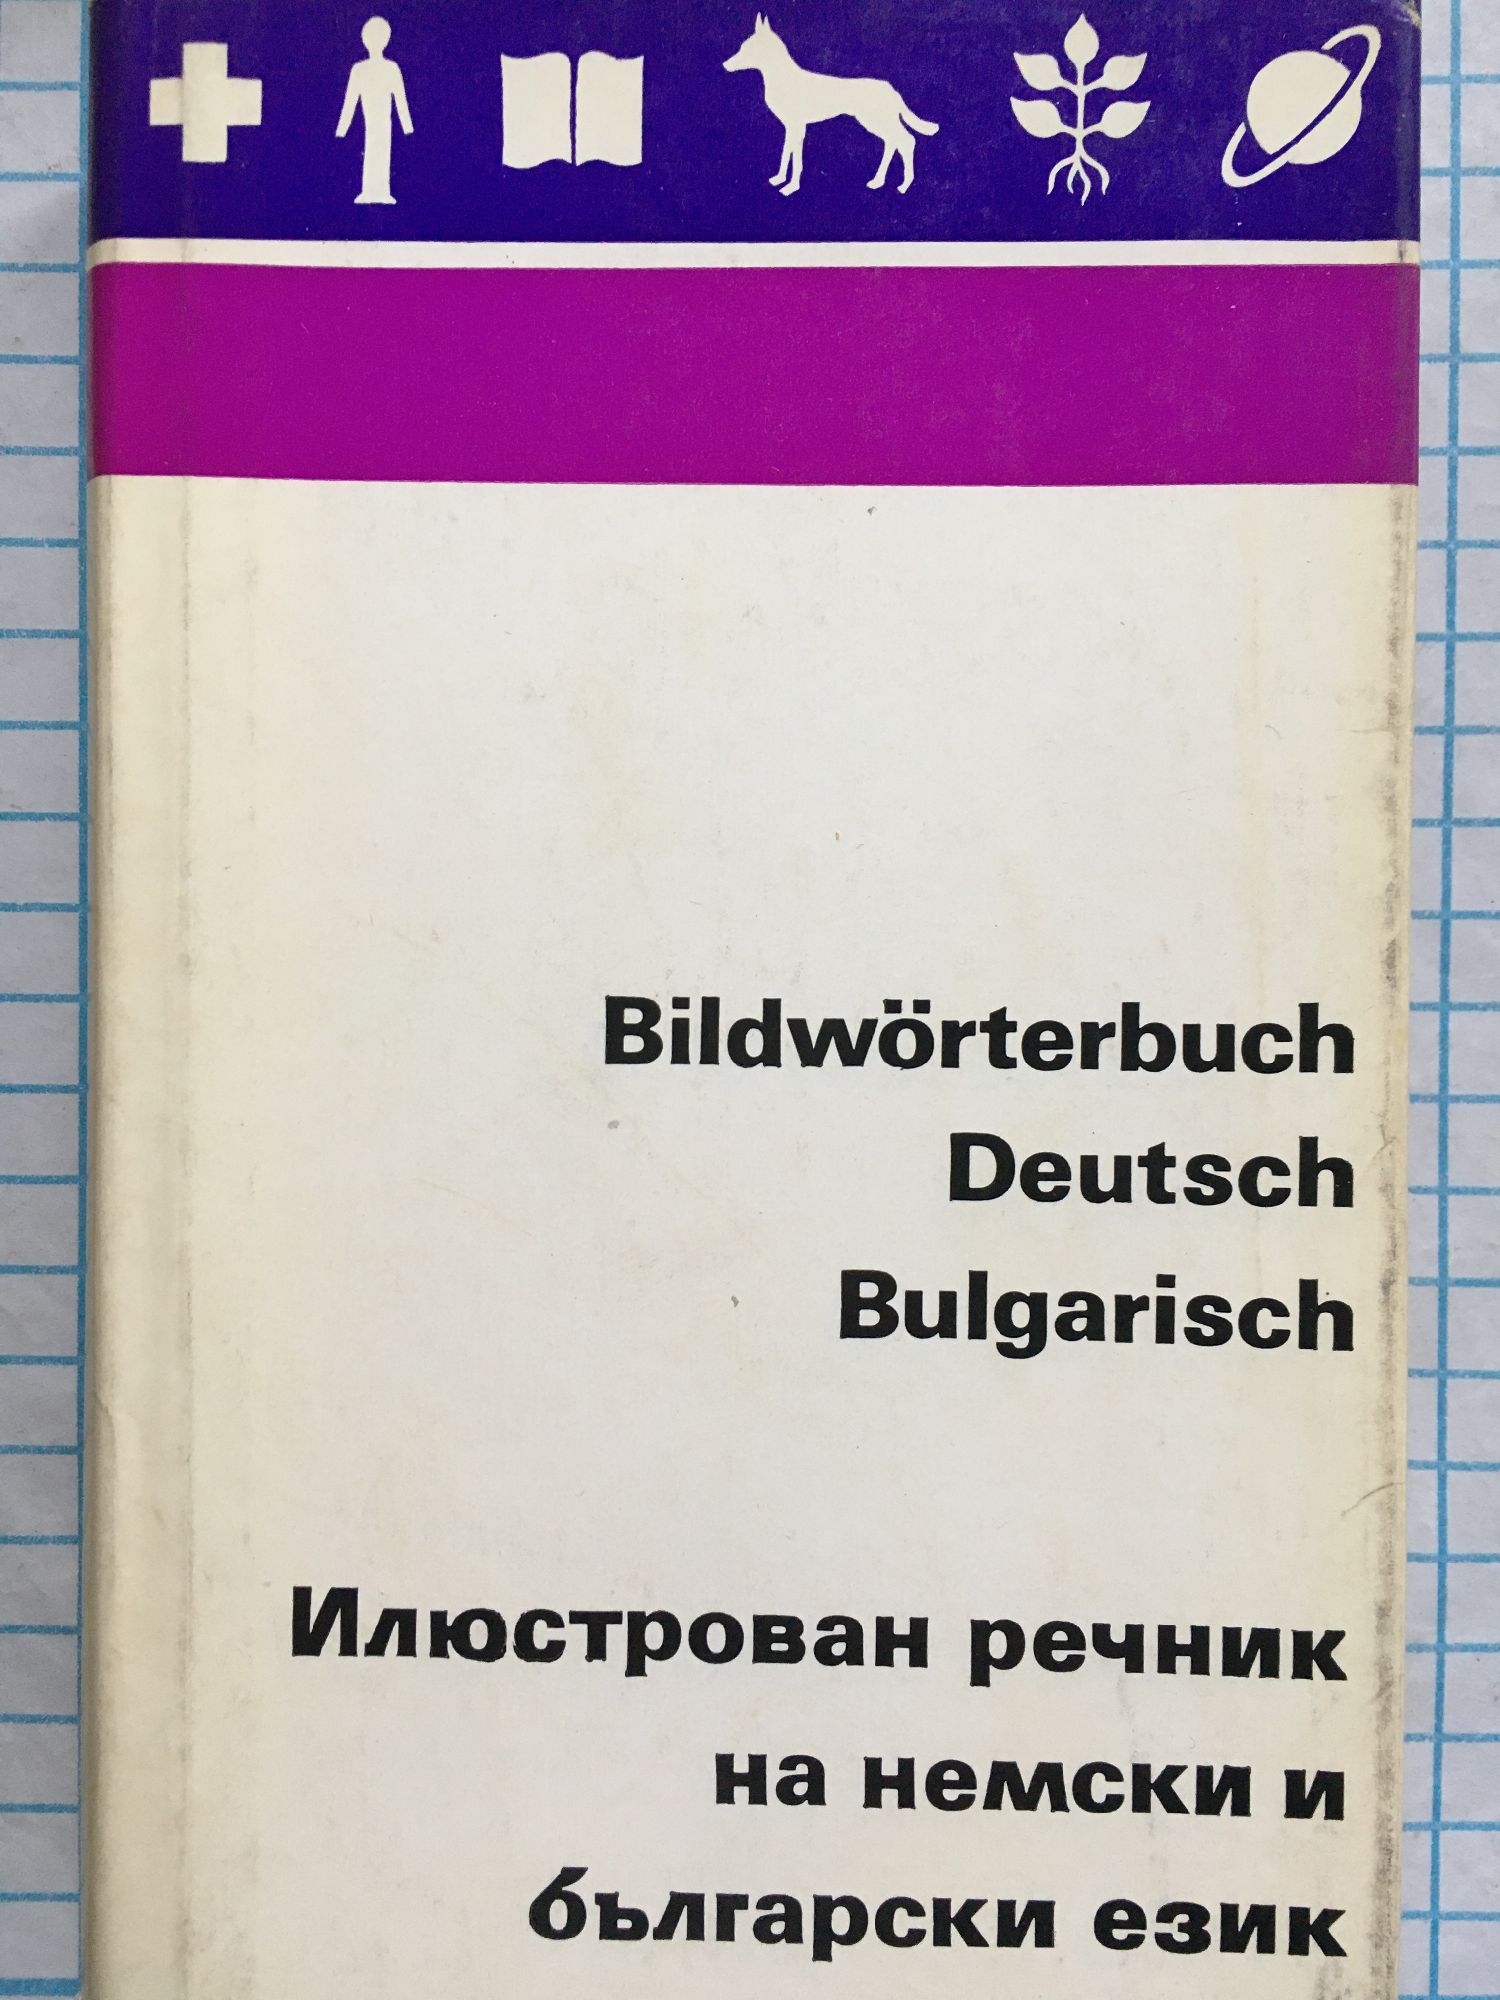 Bildwörterbuch
Deutsch
Bulgarisch
Илюстрован речник
на немски и
български език